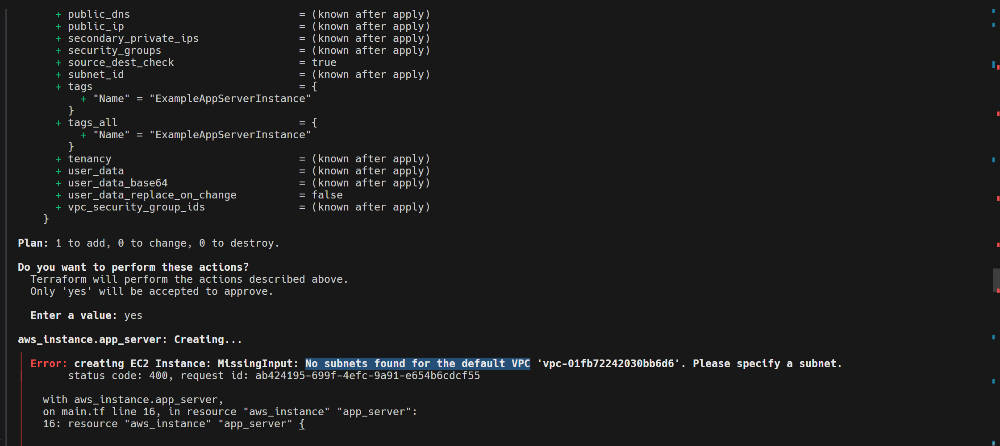 + public_dns = (known after apply)
+ public_ip = (known after apply)
+ secondary_private_ips = (known after apply)
+ security_groups = (known after apply)
+ source_dest_check = true
+ subnet_id = (known after apply)
+ tags = {
+ "Name" = "ExampleAppServerInstance"
}
+ tags_all = {
+ "Name" = "ExampleAppServerInstance"
}
+ tenancy = (known after apply)
+ user_data = (known after apply)
+ user_data_base64 = (known after apply)
+ user_data_replace_on_change = false
+ vpc_security_group_ids = (known after apply)
}
Plan: 1 to add, 0 to change, 0 to destroy.
Do you want to perform these actions?
Terraform will perform the actions described above.
Only 'yes' will be accepted to approve.
Enter a value: yes
aws_instance.app_server: Creating...
Error: creating EC2 Instance: MissingInput: No subnets found for the default VPC 'vpc-01fb72242030bb6d6'. Please specify a subnet.
status code: 400, request id: ab424195-699f-4efc-9a91-e654b6cdcf55
with aws_instance.app_server,
on main.tf line 16, in resource "aws_instance" "app_server":
16: resource "aws_instance" "app_server" {